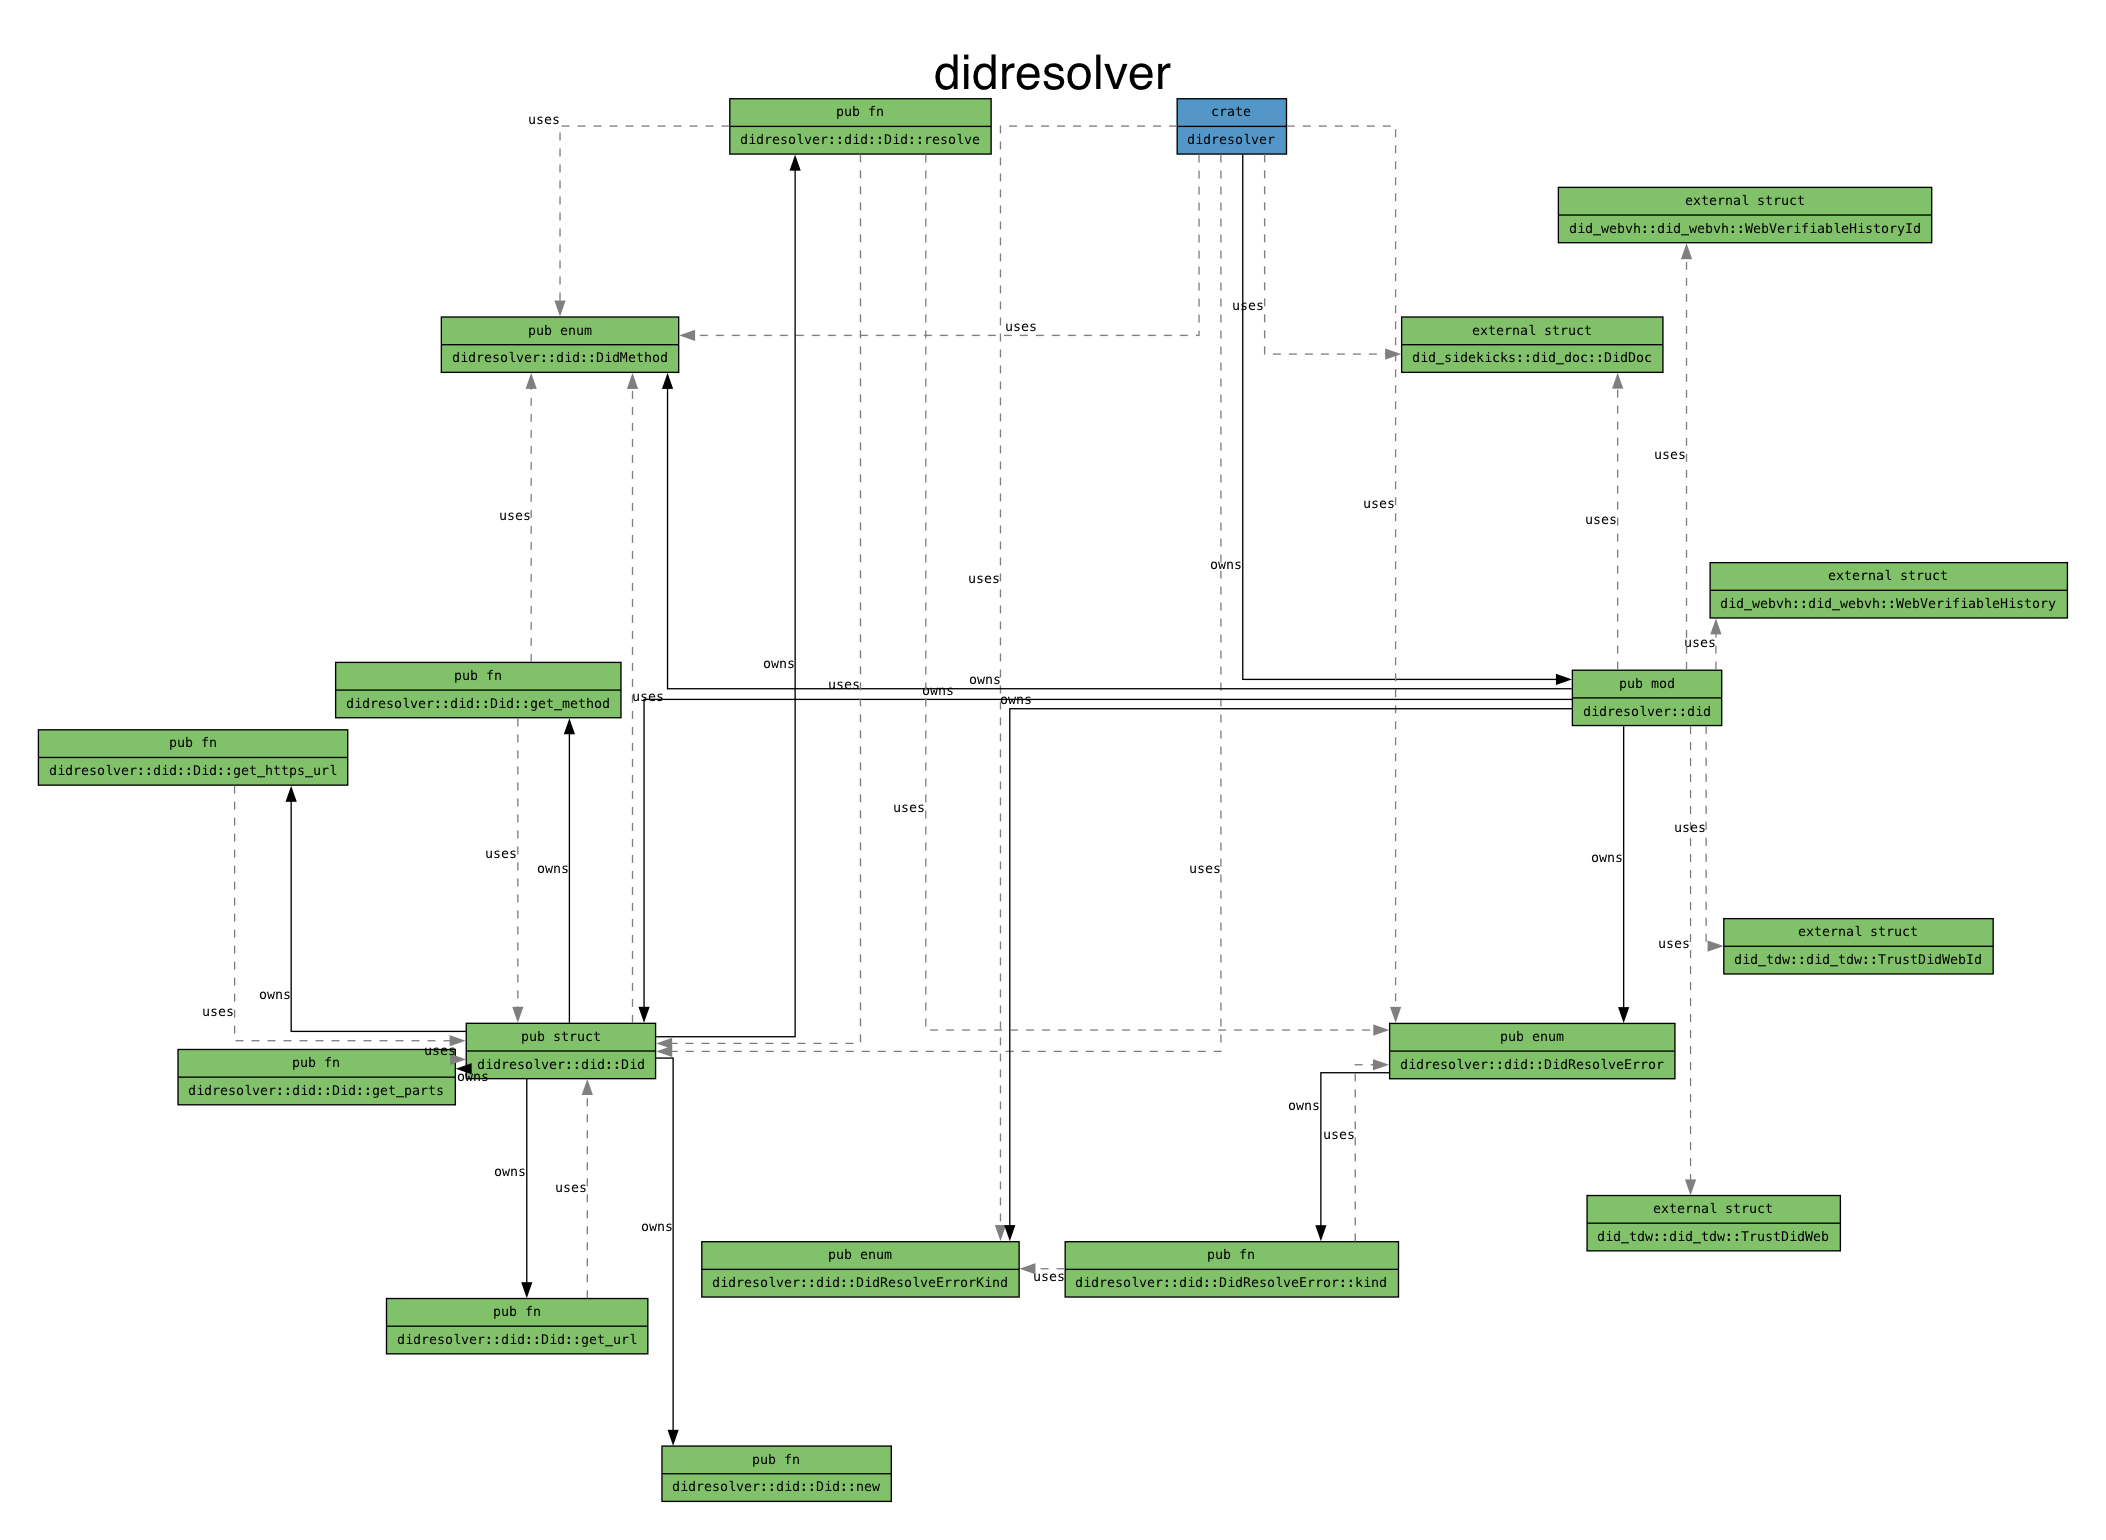 didresolver
pub fn
didresolver::did::Did::resolve
crate
didresolver
uses
external struct
did_webvh::did_webvh::WebVerifiableHistoryId
uses
pub enum
didresolver::did::DidMethod
uses
external struct
did_sidekicks::did_doc::DidDoc
uses
uses
uses
uses
owns
uses
external struct
did_webvh::did_webvh::WebVerifiableHistory
uses
pub fn
didresolver::did::Did::get_method
owns
uses
owns
owns
uses
owns
pub mod
didresolver::did
pub fn
didresolver::did::Did::get_https_url
uses
uses
uses
owns
owns
uses
external struct
did_tdw::did_tdw::TrustDidWebId
uses
owns
uses
pub struct
didresolver::did::Did
pub enum
didresolver::did::DidResolveError
uses
owns
pub fn
didresolver::did::Did::get_parts
owns
uses
owns
uses
owns
external struct
did_tdw::did_tdw::TrustDidWeb
pub enum
didresolver::did::DidResolveErrorKind
uses
pub fn
didresolver::did::DidResolveError::kind
pub fn
didresolver::did::Did::get_url
pub fn
didresolver::did::Did::new